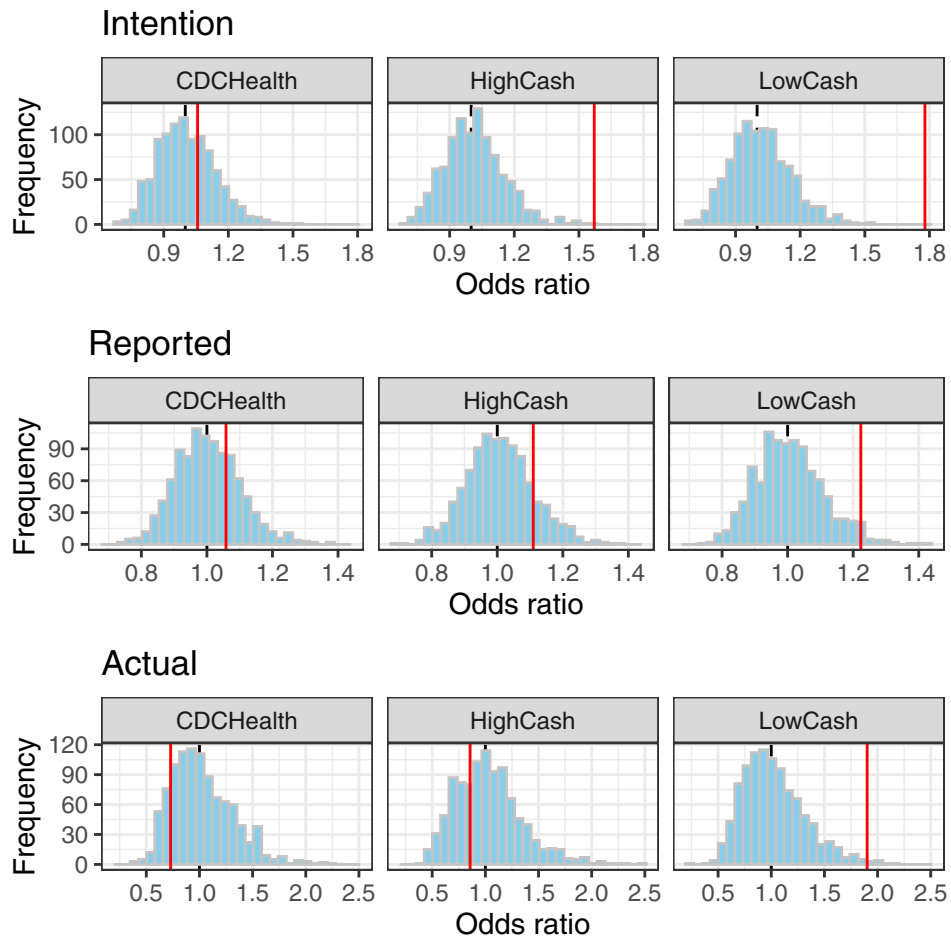 Intention
CDCHealth HighCash LowCash
Frequency
100
50
0
0.9 1.2 1.5 1.8 0.9 1.2 1.5 1.8 0.9 1.2 1.5 1.8
Odds ratio
Reported
CDCHealth HighCash LowCash
Frequency
90
60
30
0
0.8 1.0 1.2 1.4 0.8 1.0 1.2 1.4 0.8 1.0 1.2 1.4
Odds ratio
Actual
CDCHealth HighCash LowCash
Frequency
120
90
60
30
0
0.5 1.0 1.5 2.0 2.5 0.5 1.0 1.5 2.0 2.5 0.5 1.0 1.5 2.0 2.5
Odds ratio